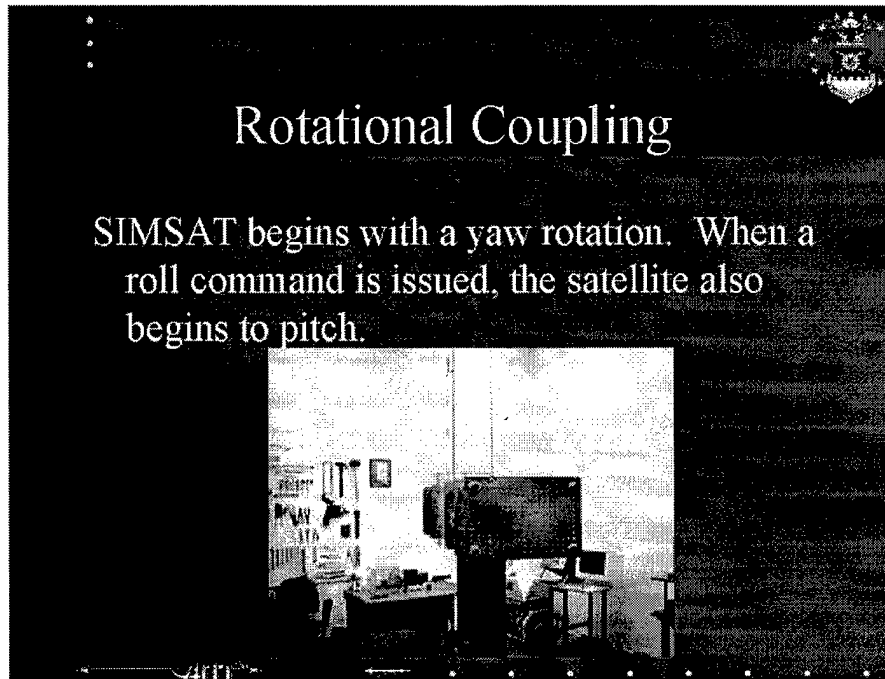 Rotational Coupling
SIMSAT begins with a yaw rotation.  When a
roll command is issued, the satellite also
begins to pitch.